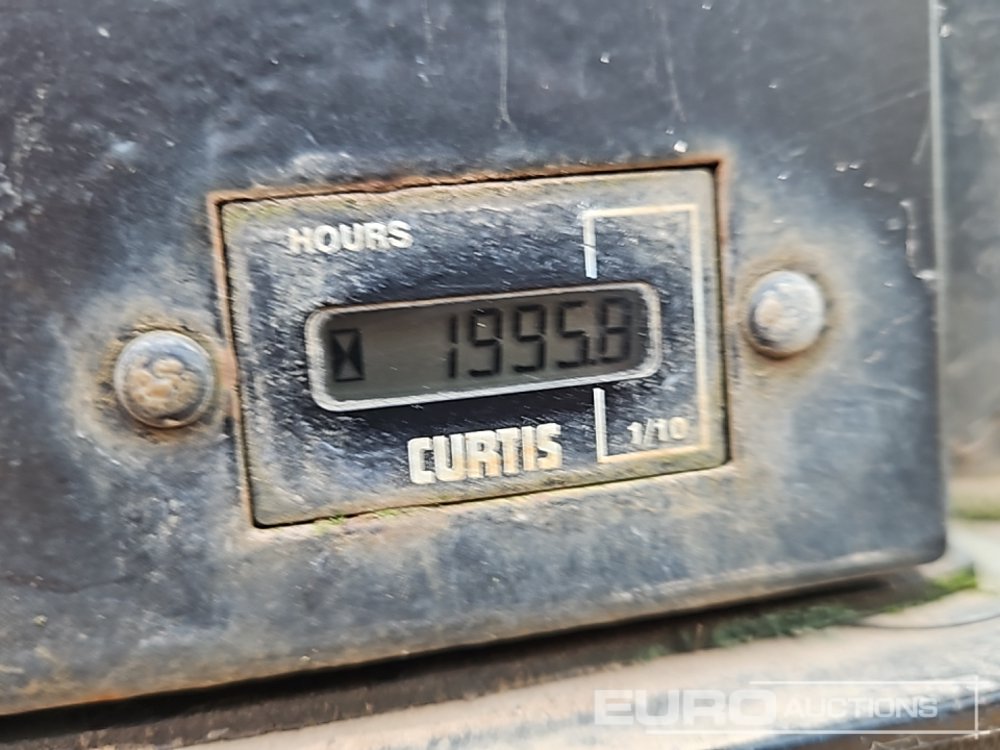 HOURS
1995.8
CURTIS
1/10
EURO AUCTIONS